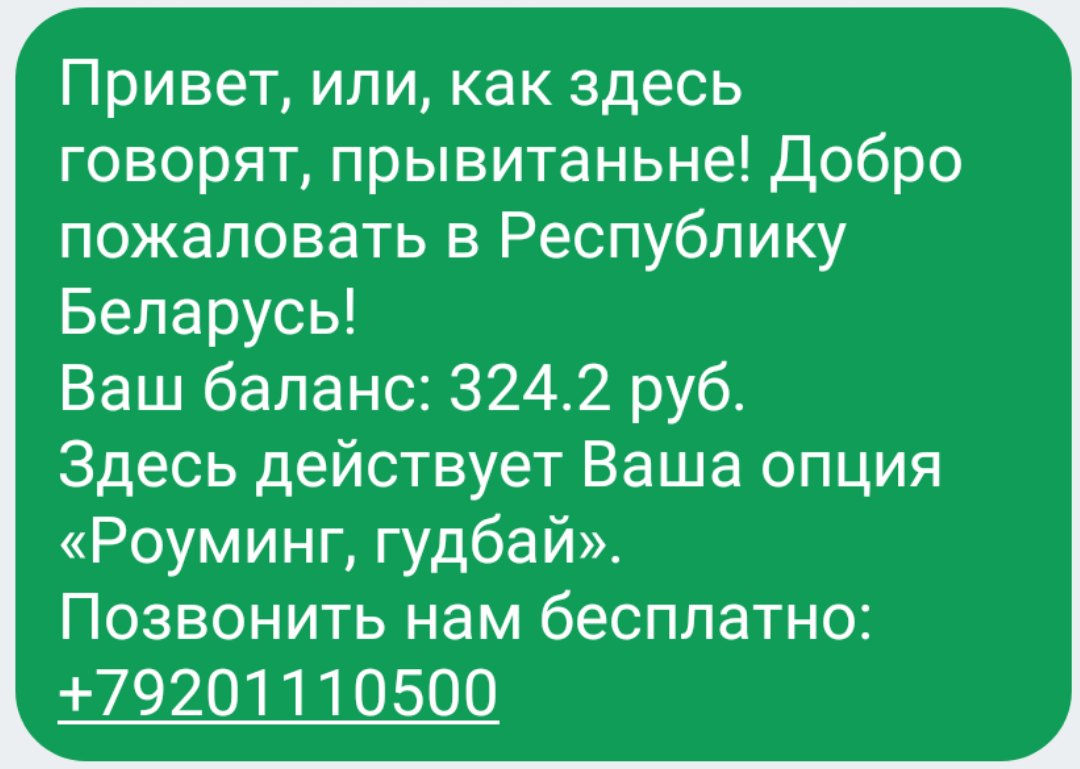 Привет, или, как здесь
говорят, прывитаньне! Добро
пожаловать в Республику
Беларусь!
Ваш баланс: 324.2 руб.
Здесь действует Ваша опция
«Роуминг, гудбай».
Позвонить нам бесплатно:
+79201110500